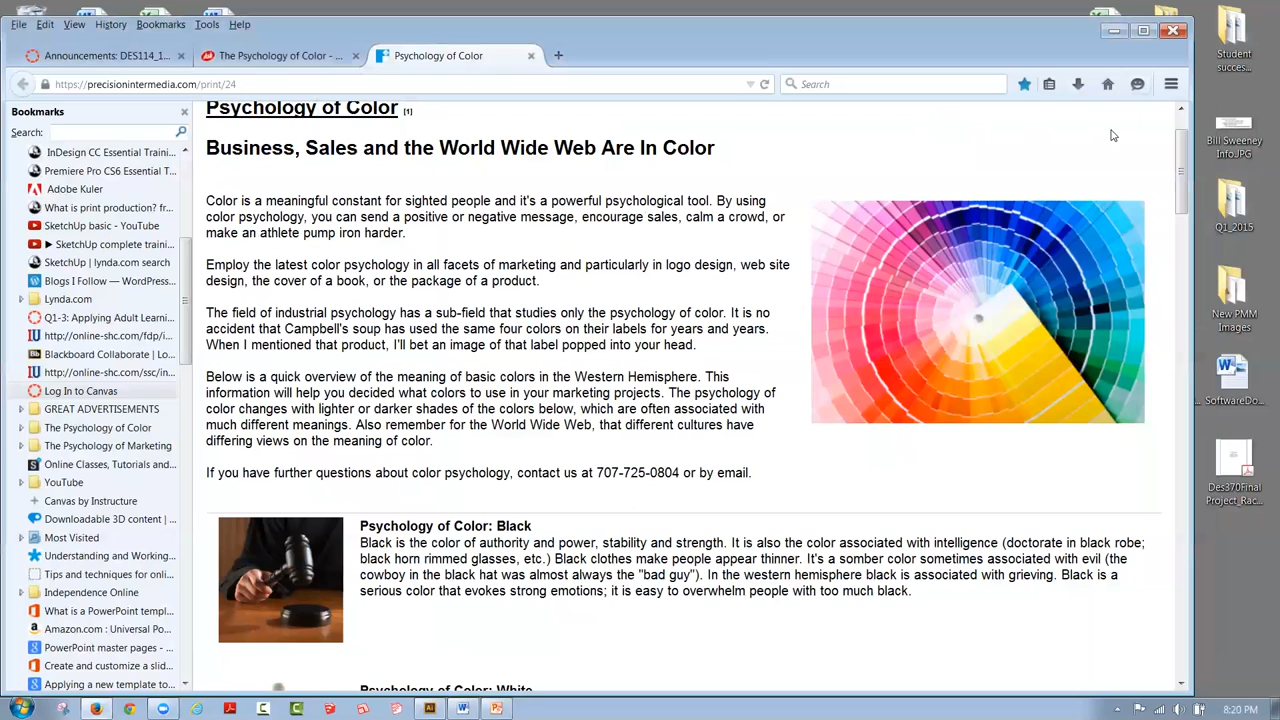 File Edit View History Bookmarks Tools Help
Announcements: DES114_1...
The Psychology of Color - ...
Psychology of Color
https://precisionintermedia.com/print/24
Search
Bookmarks
Search:
InDesign CC Essential Traini...
Premiere Pro CS6 Essential T...
Adobe Kuler
What is print production? fr...
SketchUp basic - YouTube
▶ SketchUp complete traini...
SketchUp | lynda.com search
Blogs I Follow — WordPress...
Lynda.com
Q1-3: Applying Adult Learni...
http://online-shc.com/fdp/i...
Blackboard Collaborate | Lo...
http://online-shc.com/ssc/in...
Log In to Canvas
GREAT ADVERTISEMENTS
The Psychology of Color
The Psychology of Marketing
Online Classes, Tutorials and...
YouTube
Canvas by Instructure
Downloadable 3D content | ...
Most Visited
Understanding and Working...
Tips and techniques for onli...
Independence Online
What is a PowerPoint templ...
Amazon.com : Universal Po...
PowerPoint master pages - ...
Create and customize a slid...
Applying a new template to...
Psychology of Color [1]
Business, Sales and the World Wide Web Are In Color
Color is a meaningful constant for sighted people and it's a powerful psychological tool. By using
color psychology, you can send a positive or negative message, encourage sales, calm a crowd, or
make an athlete pump iron harder.
Employ the latest color psychology in all facets of marketing and particularly in logo design, web site
design, the cover of a book, or the package of a product.
The field of industrial psychology has a sub-field that studies only the psychology of color. It is no
accident that Campbell's soup has used the same four colors on their labels for years and years.
When I mentioned that product, I'll bet an image of that label popped into your head.
Below is a quick overview of the meaning of basic colors in the Western Hemisphere. This
information will help you decided what colors to use in your marketing projects. The psychology of
color changes with lighter or darker shades of the colors below, which are often associated with
much different meanings. Also remember for the World Wide Web, that different cultures have
differing views on the meaning of color.
If you have further questions about color psychology, contact us at 707-725-0804 or by email.
Psychology of Color: Black
Black is the color of authority and power, stability and strength. It is also the color associated with intelligence (doctorate in black robe;
black horn rimmed glasses, etc.) Black clothes make people appear thinner. It's a somber color sometimes associated with evil (the
cowboy in the black hat was almost always the "bad guy"). In the western hemisphere black is associated with grieving. Black is a
serious color that evokes strong emotions; it is easy to overwhelm people with too much black.
Psychology of Color: White
Student
succes...
Bill Sweeney
Info.JPG
Q1_2015
New PMM
Images
SoftwareDo...
Des370Final
Project_Rac...
8:20 PM